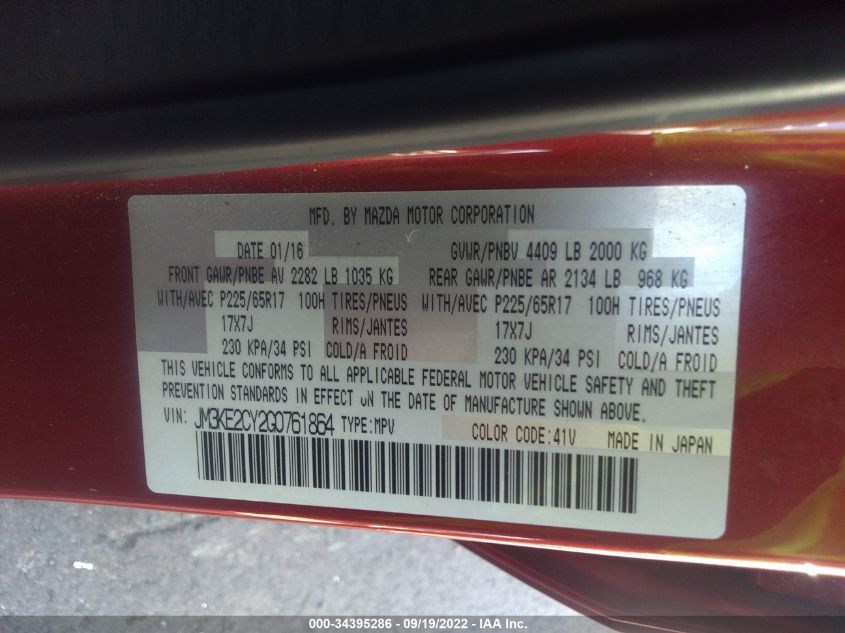 MFD. BY MAZDA MOTOR CORPORATION
DATE 01/16 GVWR/PNBV 4409 LB 2000 KG
FRONT GAWR/PNBE AV 2282 LB 1035 KG REAR GAWR/PNBE AR 2134 LB 968 KG
WITH/AVEC P225/65R17 100H TIRES/PNEUS WITH/AVEC P225/65R17 100H TIRES/PNEUS
17X7J RIMS/JANTES 17X7J RIMS/JANTES
230 KPA/34 PSI COLD/A FROID 230 KPA/34 PSI COLD/A FROID
THIS VEHICLE CONFORMS TO ALL APPLICABLE FEDERAL MOTOR VEHICLE SAFETY AND THEFT
PREVENTION STANDARDS IN EFFECT ON THE DATE OF MANUFACTURE SHOWN ABOVE.
VIN: JM3KE2CY2G0761864 TYPE:MPV COLOR CODE:41V MADE IN JAPAN
000-34395286 - 09/19/2022 - IAA Inc.